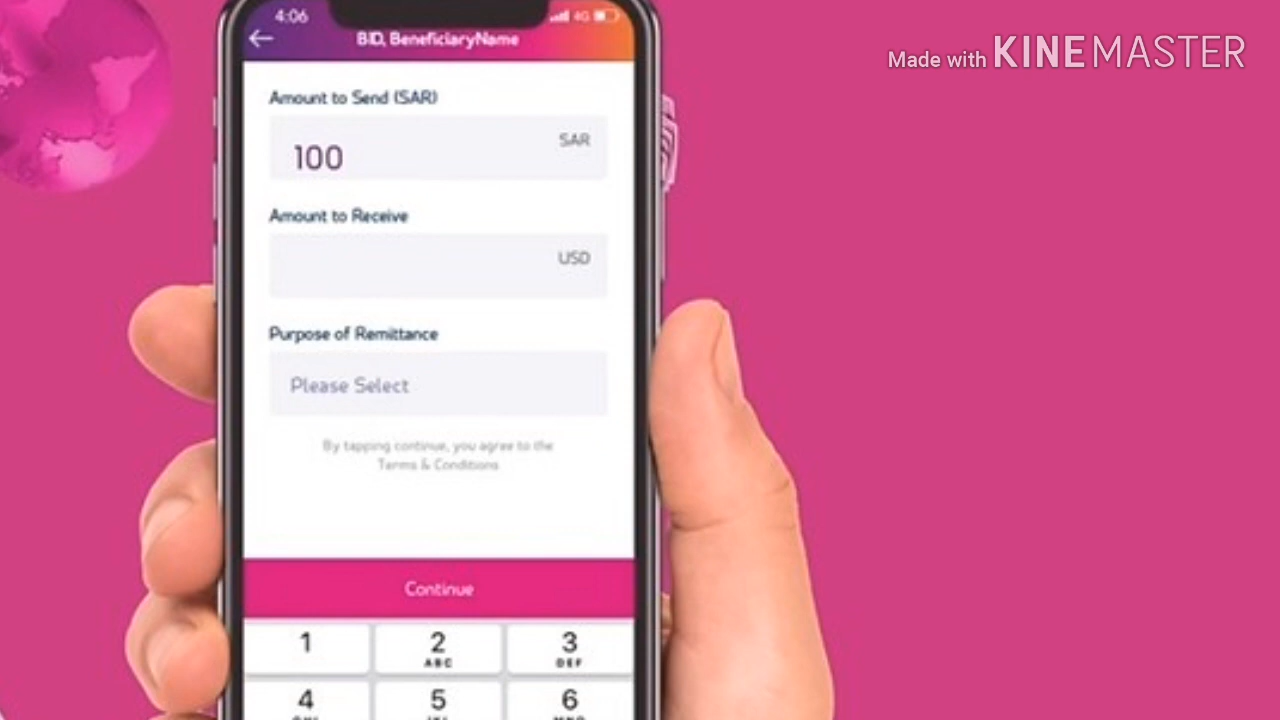 4:06
4G
BID, BeneficiaryName
Made with KINEMASTER
Amount to Send (SAR)
SAR
100
Amount to Receive
USD
Purpose of Remittance
Please Select
By tapping continue, you agree to the
Terms & Conditions
Continue
1 2 3
ABC DEF
4 5 6